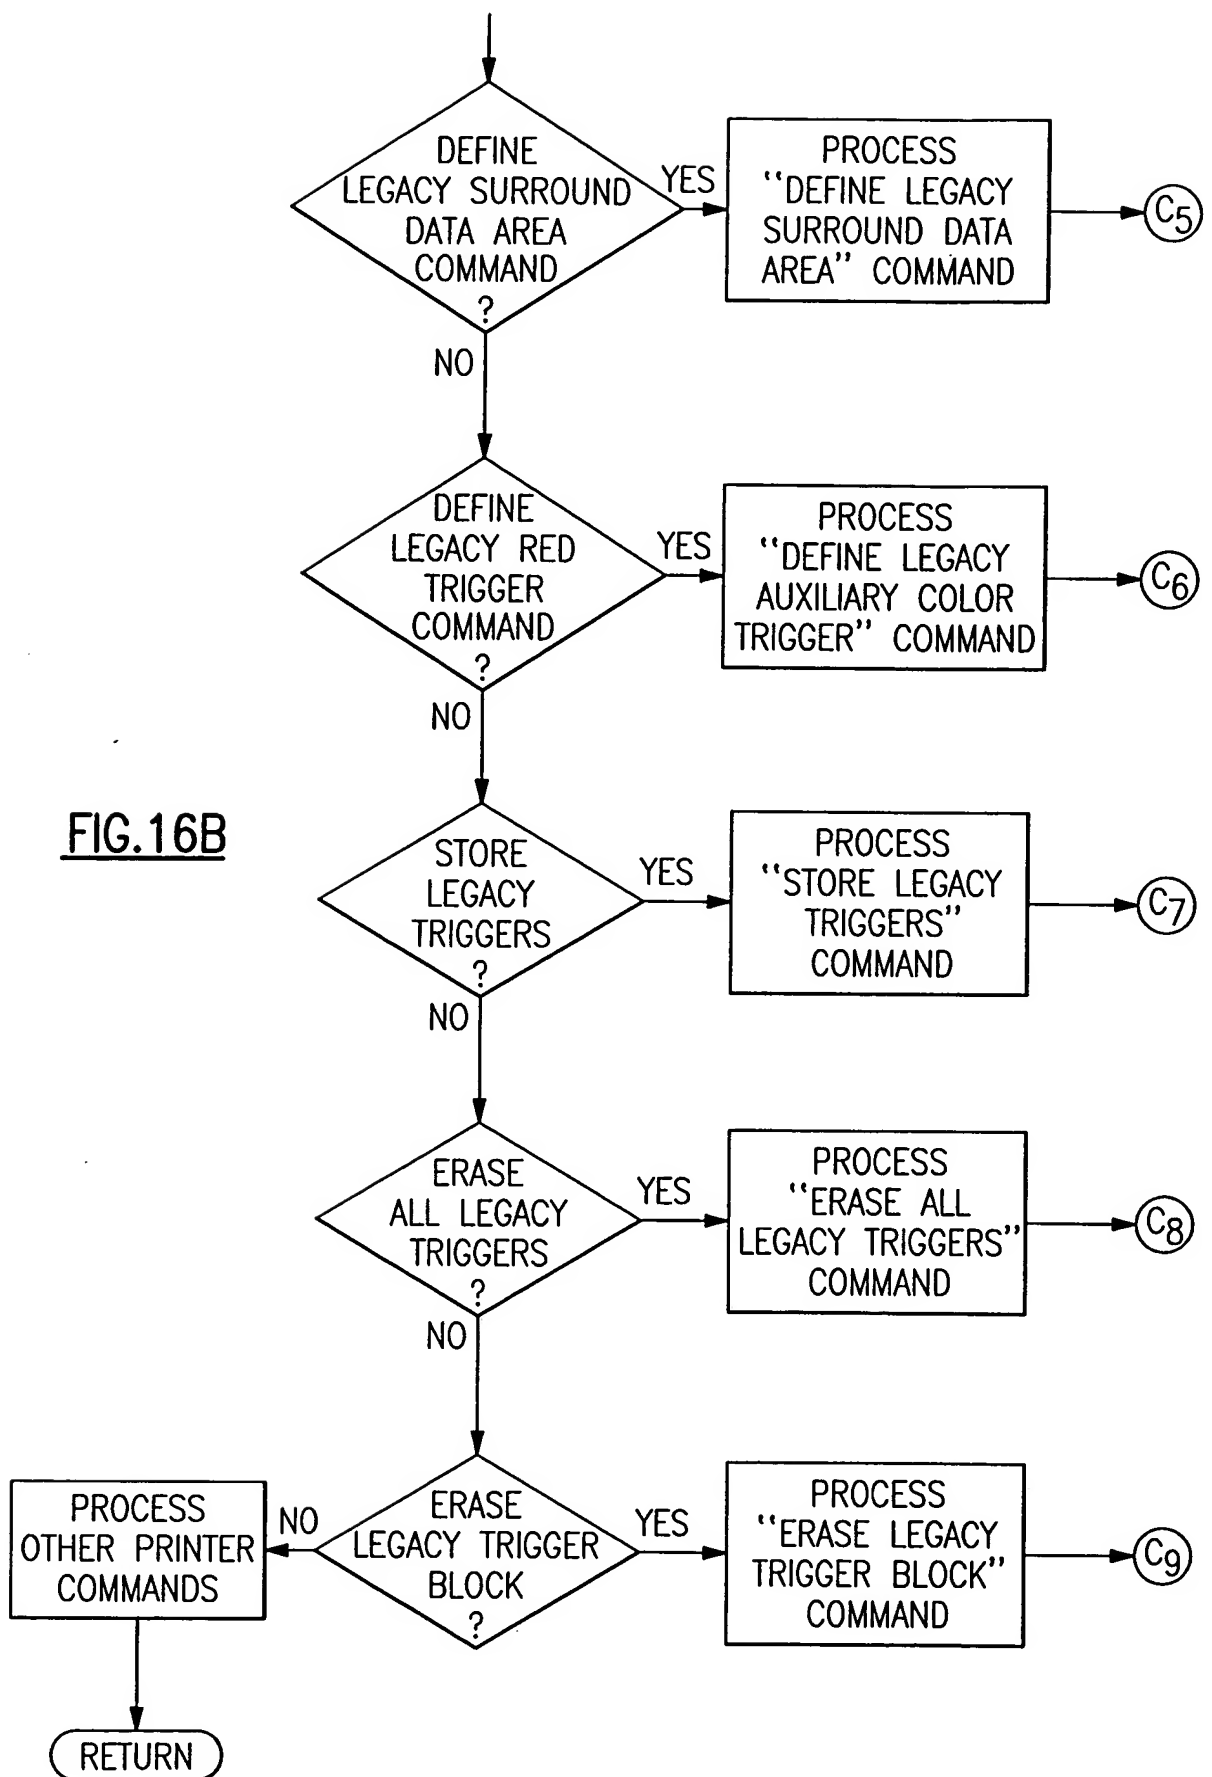 DEFINE
LEGACY SURROUND
DATA AREA
COMMAND
?
YES
PROCESS
“DEFINE LEGACY
SURROUND DATA
AREA” COMMAND
C5
NO
DEFINE
LEGACY RED
TRIGGER
COMMAND
?
YES
PROCESS
“DEFINE LEGACY
AUXILIARY COLOR
TRIGGER” COMMAND
C6
NO
FIG.16B
STORE
LEGACY
TRIGGERS
?
YES
PROCESS
“STORE LEGACY
TRIGGERS”
COMMAND
C7
NO
ERASE
ALL LEGACY
TRIGGERS
?
YES
PROCESS
“ERASE ALL
LEGACY TRIGGERS”
COMMAND
C8
NO
ERASE
LEGACY TRIGGER
BLOCK
?
YES
PROCESS
“ERASE LEGACY
TRIGGER BLOCK”
COMMAND
C9
NO
PROCESS
OTHER PRINTER
COMMANDS
RETURN